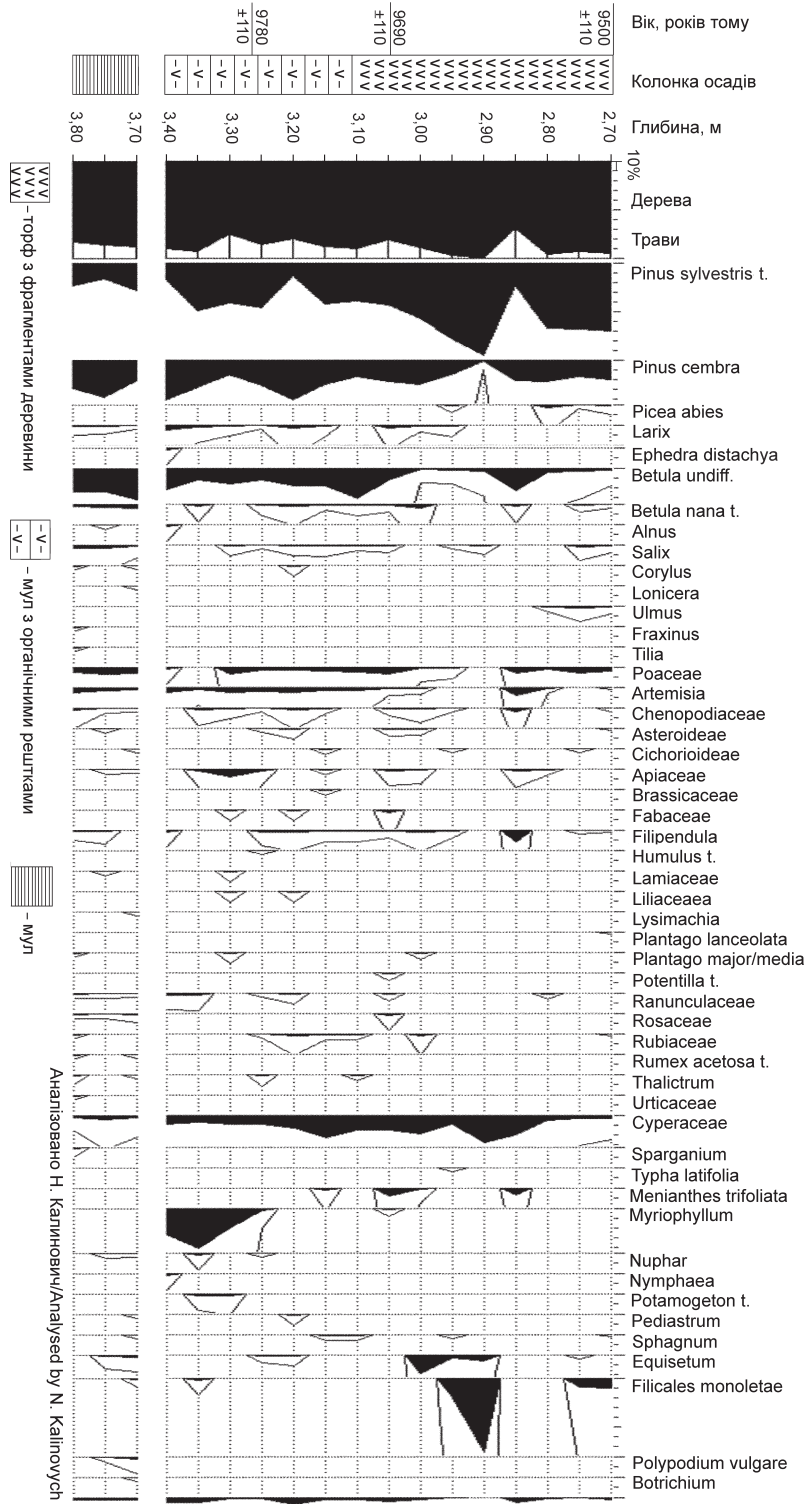 Вік, років тому
9500
±110
9690
±110
9780
±110
Колонка осадів
Глибина, м
2,70
2,80
2,90
3,00
3,10
3,20
3,30
3,40
3,70
3,80
10%
Дерева
Трави
Pinus sylvestris t.
Pinus cembra
Picea abies
Larix
Ephedra distachya
Betula undiff.
Betula nana t.
Alnus
Salix
Corylus
Lonicera
Ulmus
Fraxinus
Tilia
Poaceae
Artemisia
Chenopodiaceae
Asteroideae
Cichorioideae
Apiaceae
Brassicaceae
Fabaceae
Filipendula
Humulus t.
Lamiaceae
Liliaceaea
Lysimachia
Plantago lanceolata
Plantago major/media
Potentilla t.
Ranunculaceae
Rosaceae
Rubiaceae
Rumex acetosa t.
Thalictrum
Urticaceae
Cyperaceae
Sparganium
Typha latifolia
Menianthes trifoliata
Myriophyllum
Nuphar
Nymphaea
Potamogeton t.
Pediastrum
Sphagnum
Equisetum
Filicales monoletae
Polypodium vulgare
Botrichium
– торф з фрагментами деревини
– мул з органічними рештками
– мул
Аналізовано Н. Калинович/Analysed by N. Kalinovych